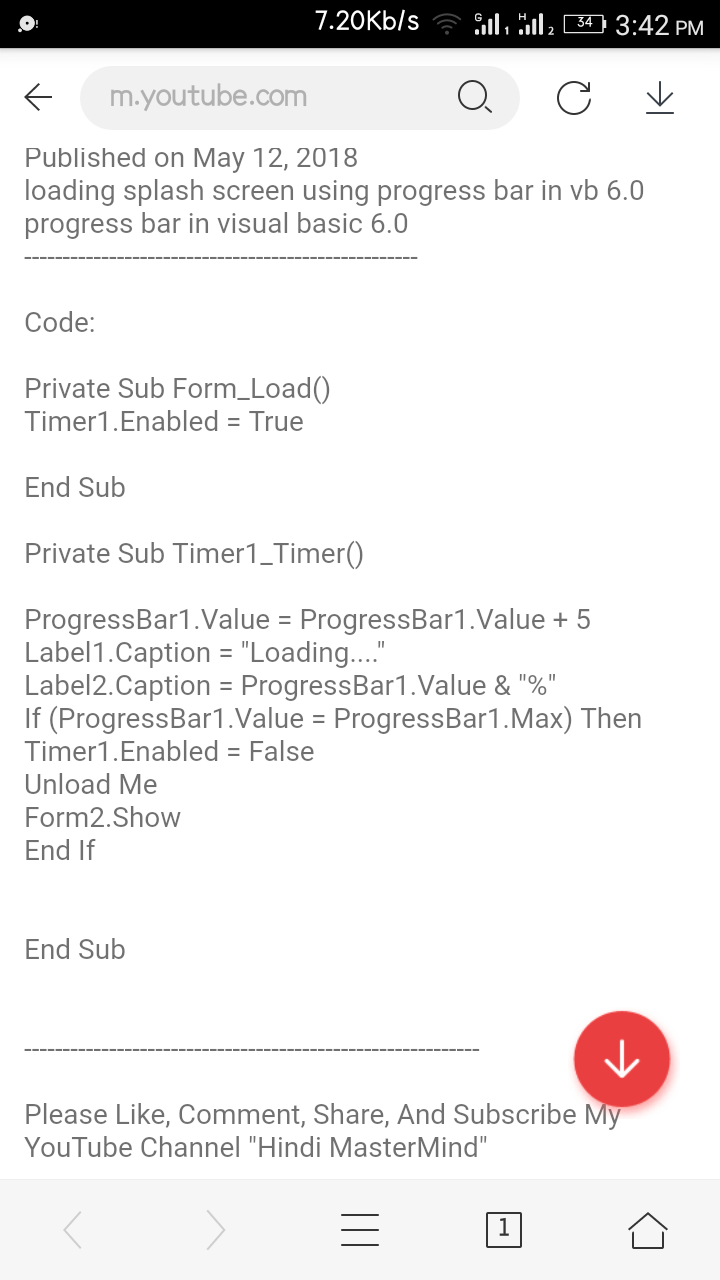 7.20Kb/s G 1 H 2 34 3:42 PM
m.youtube.com
Published on May 12, 2018
loading splash screen using progress bar in vb 6.0
progress bar in visual basic 6.0
---------------------------------------------------
Code:
Private Sub Form_Load()
Timer1.Enabled = True
End Sub
Private Sub Timer1_Timer()
ProgressBar1.Value = ProgressBar1.Value + 5
Label1.Caption = "Loading...."
Label2.Caption = ProgressBar1.Value & "%"
If (ProgressBar1.Value = ProgressBar1.Max) Then
Timer1.Enabled = False
Unload Me
Form2.Show
End If
End Sub
-----------------------------------------------------------
Please Like, Comment, Share, And Subscribe My
YouTube Channel "Hindi MasterMind"
1